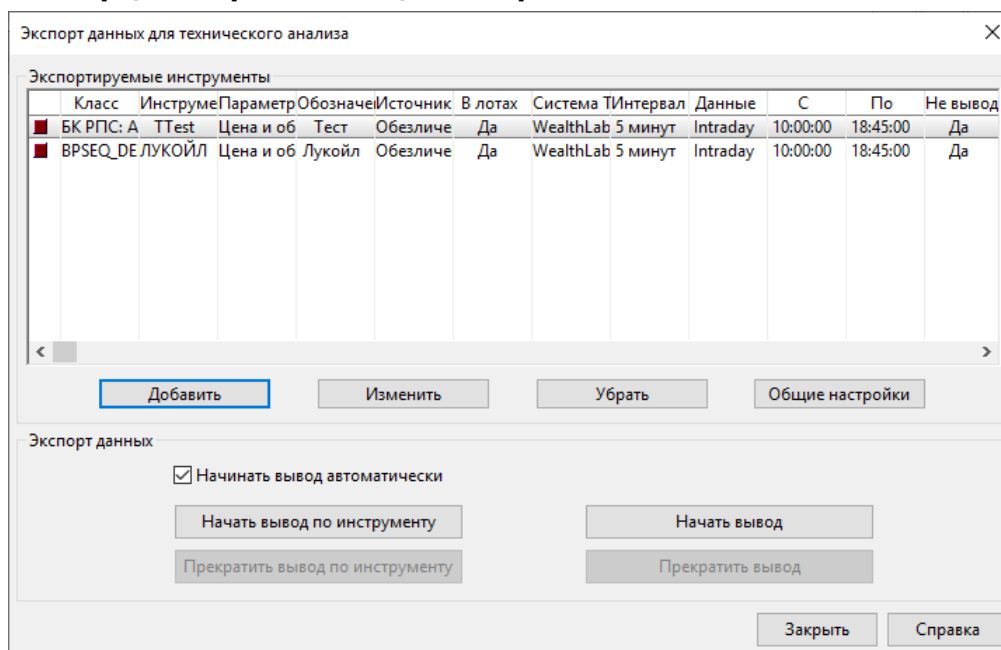 Экспорт данных для технического анализа
Экспортируемые инструменты
Класс Инструме Параметр Обозначен Источник В лотах Система Т Интервал Данные С По Не вывод
БК РПС: А TTest Цена и об Тест Обезличе Да WealthLab 5 минут Intraday 10:00:00 18:45:00 Да
BPSEQ_DE ЛУКОЙЛ Цена и об Лукойл Обезличе Да WealthLab 5 минут Intraday 10:00:00 18:45:00 Да
Добавить Изменить Убрать Общие настройки
Экспорт данных
Начинать вывод автоматически
Начать вывод по инструменту Начать вывод
Прекратить вывод по инструменту Прекратить вывод
Закрыть Справка